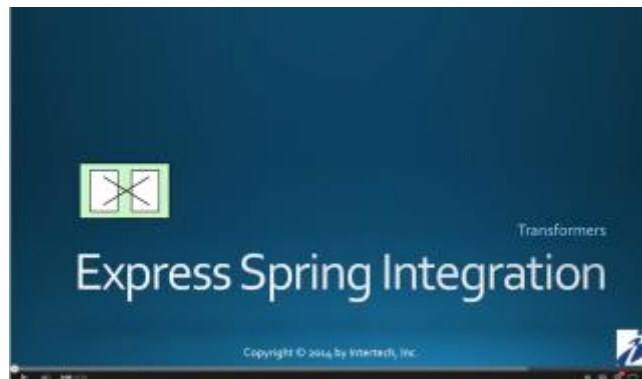 Transformers
Express Spring Integration
Copyright © 2014 by Intertech, Inc.